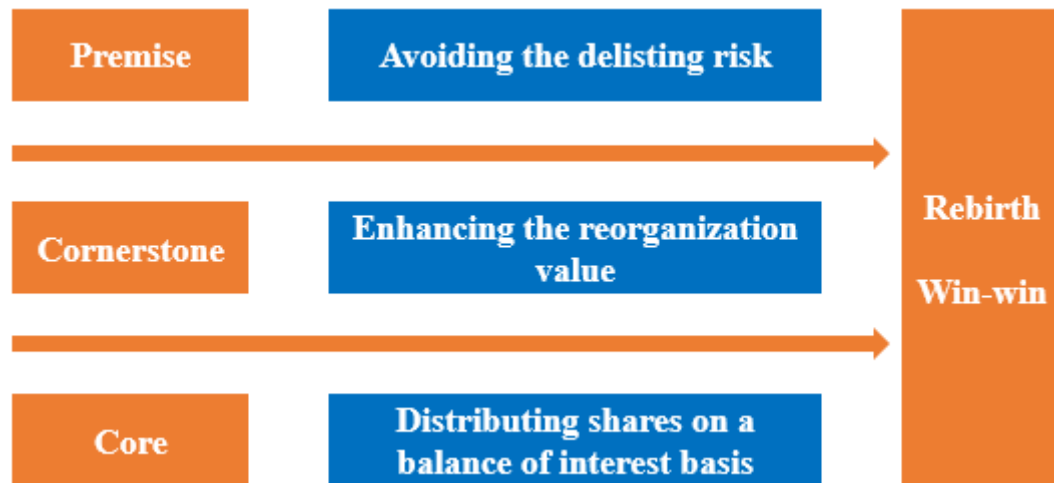 Premise
Avoiding the delisting risk
Cornerstone
Enhancing the reorganization
value
Core
Distributing shares on a
balance of interest basis
Rebirth
Win-win